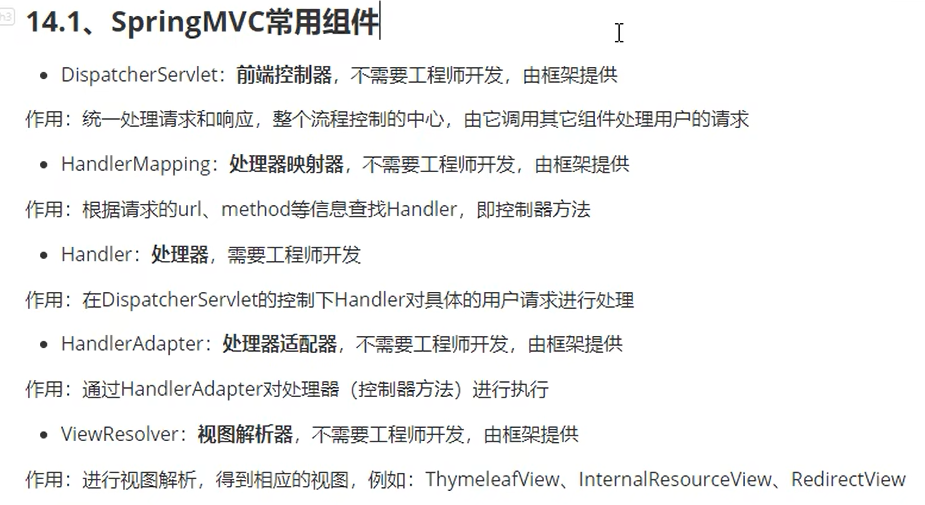 h3
14.1、SpringMVC常用组件
• DispatcherServlet：前端控制器，不需要工程师开发，由框架提供
作用：统一处理请求和响应，整个流程控制的中心，由它调用其它组件处理用户的请求
• HandlerMapping：处理器映射器，不需要工程师开发，由框架提供
作用：根据请求的url、method等信息查找Handler，即控制器方法
• Handler：处理器，需要工程师开发
作用：在DispatcherServlet的控制下Handler对具体的用户请求进行处理
• HandlerAdapter：处理器适配器，不需要工程师开发，由框架提供
作用：通过HandlerAdapter对处理器（控制器方法）进行执行
• ViewResolver：视图解析器，不需要工程师开发，由框架提供
作用：进行视图解析，得到相应的视图，例如：ThymeleafView、InternalResourceView、RedirectView